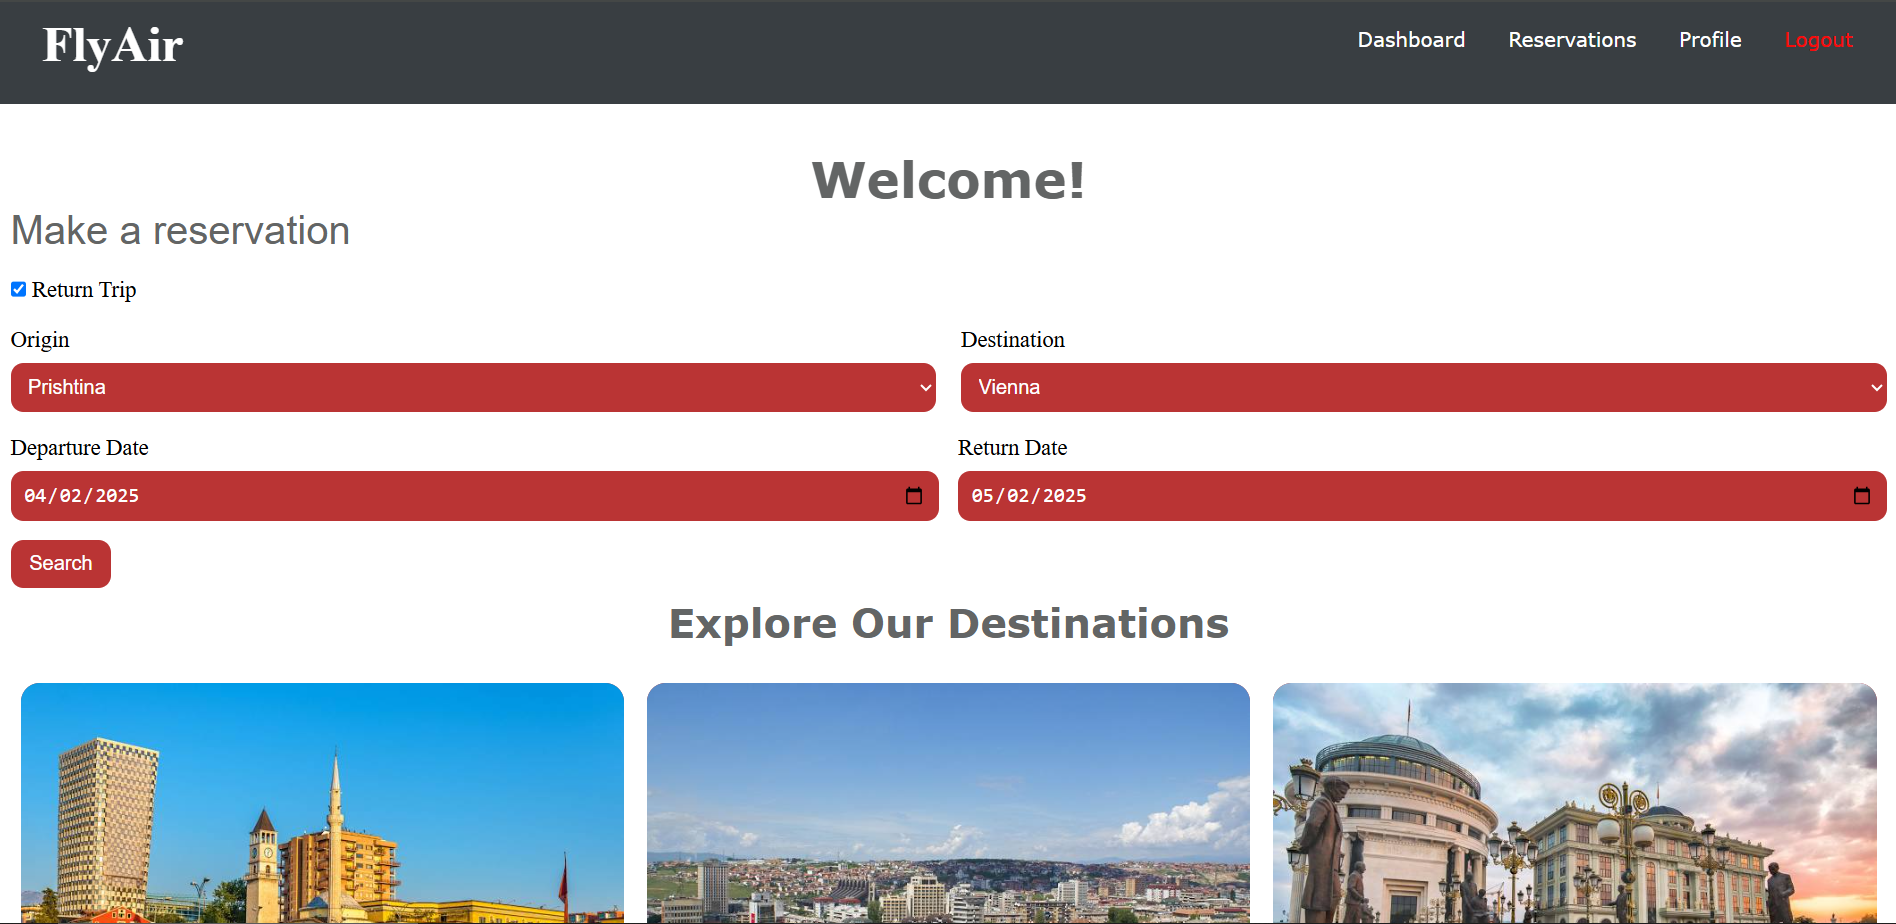 FlyAir
Dashboard Reservations Profile Logout
Welcome!
Make a reservation
Return Trip
Origin Destination
Prishtina Vienna
Departure Date Return Date
04/02/2025 05/02/2025
Search
Explore Our Destinations